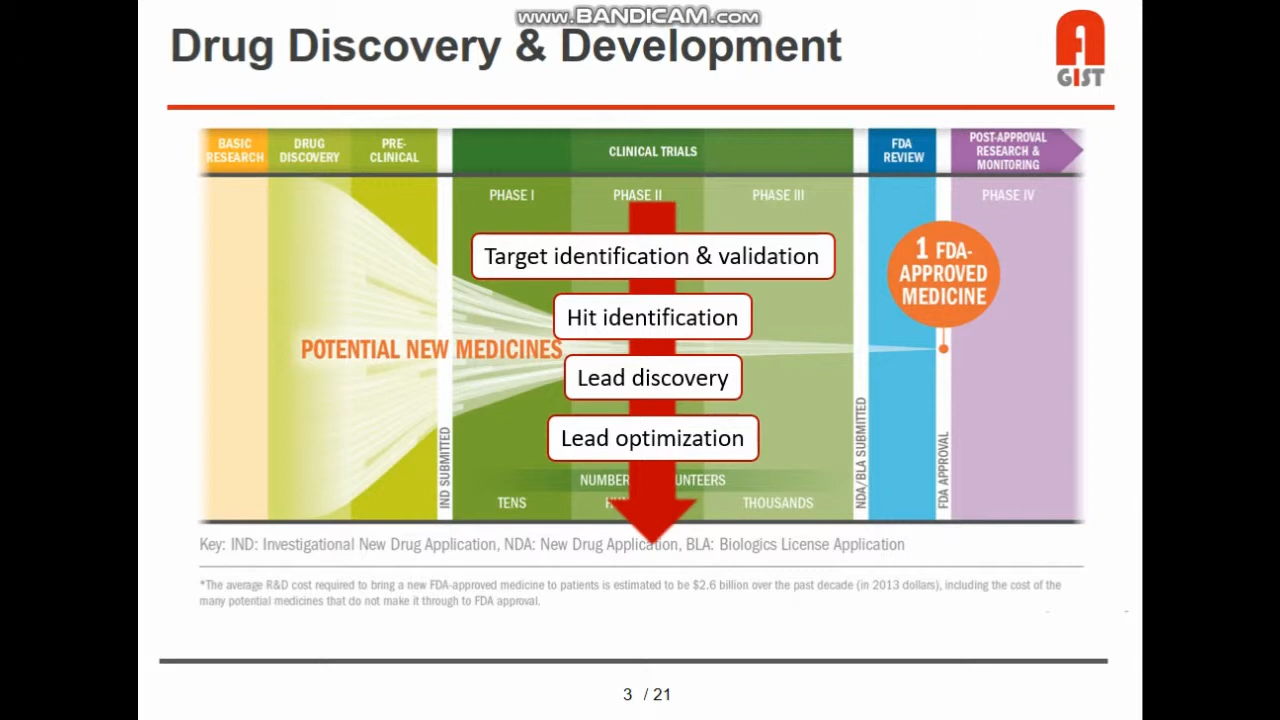 www.BANDICAM.com
Drug Discovery & Development
GIST
BASIC
RESEARCH
DRUG
DISCOVERY
PRE-
CLINICAL
CLINICAL TRIALS
FDA
REVIEW
POST-APPROVAL
RESEARCH &
MONITORING
PHASE I
PHASE II
PHASE III
PHASE IV
Target identification & validation
Hit identification
Lead discovery
Lead optimization
1 FDA-
APPROVED
MEDICINE
POTENTIAL NEW MEDICINES
IND SUBMITTED
NDA/BLA SUBMITTED
FDA APPROVAL
NUMBER
TENS
THOUSANDS
Key: IND: Investigational New Drug Application, NDA: New Drug Application, BLA: Biologics License Application
*The average R&D cost required to bring a new FDA-approved medicine to patients is estimated to be $2.6 billion over the past decade (in 2013 dollars), including the cost of the
many potential medicines that do not make it through to FDA approval.
3 / 21